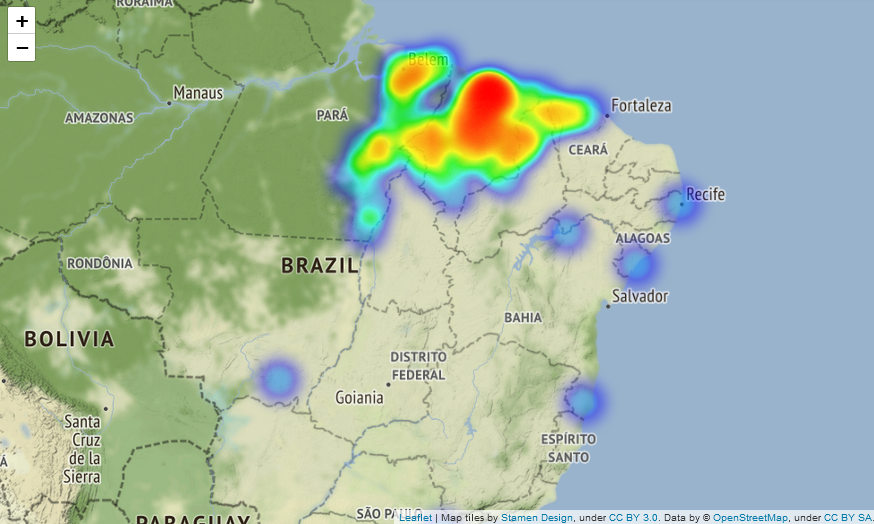 RORAIMA
+
−
Belem
Manaus
AMAZONAS
PARÁ
Fortaleza
CEARÁ
Recife
ALAGOAS
RONDÔNIA
BRAZIL
Salvador
BAHIA
BOLIVIA
DISTRITO
FEDERAL
Goiania
Santa
Cruz
de la
Sierra
Á
ESPÍRITO
SANTO
SÃO PAULO
PARAGUAY
Leaflet | Map tiles by Stamen Design, under CC BY 3.0. Data by © OpenStreetMap, under CC BY SA.